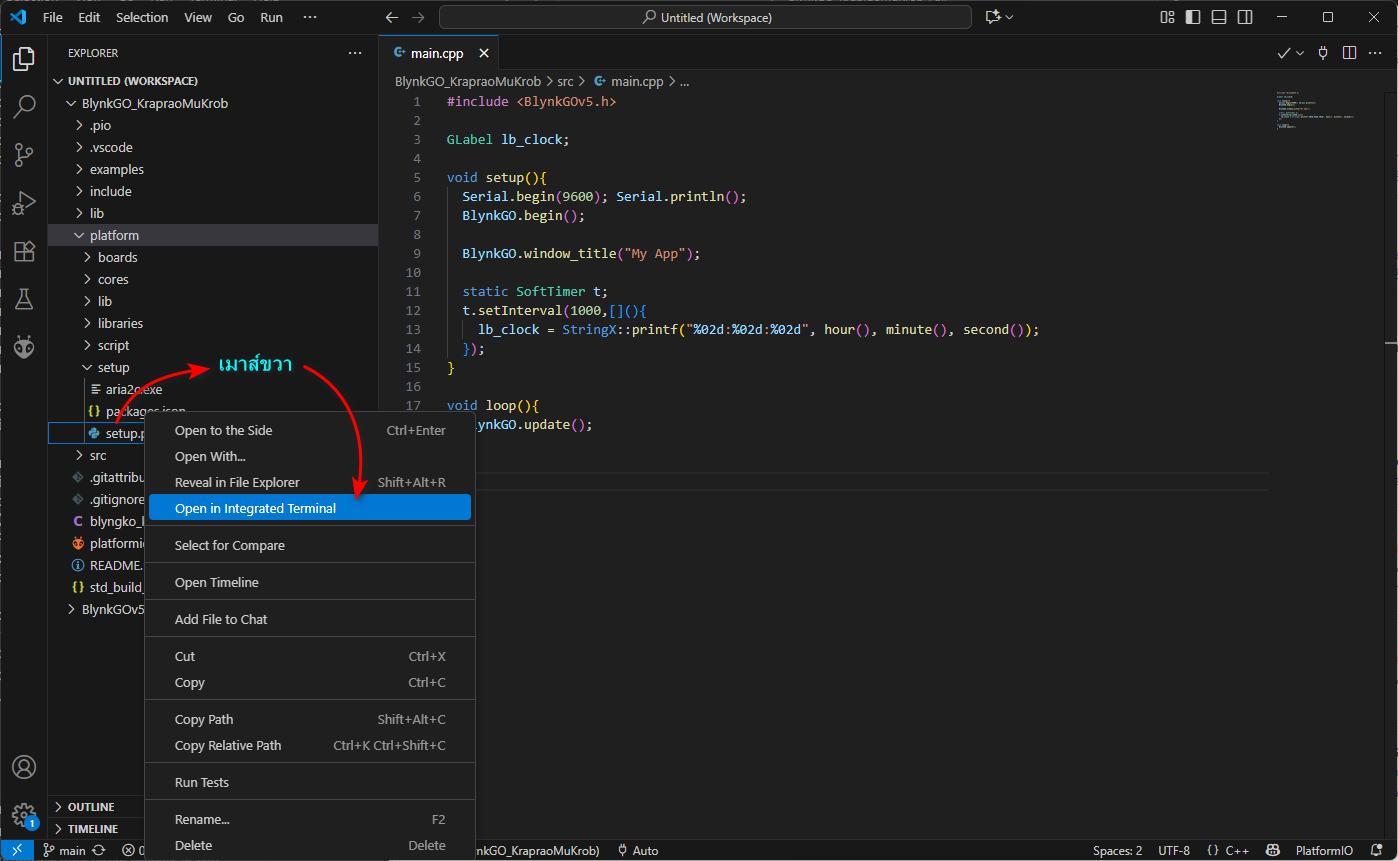 File Edit Selection View Go Run ···
Untitled (Workspace)
EXPLORER ···
UNTITLED (WORKSPACE)
BlynkGO_KrapraoMuKrob
.pio
.vscode
examples
include
lib
platform
boards
cores
lib
libraries
script
setup
aria2c.exe
packages.json
setup.p
src
.gitattribu
.gitignore
blyngko_
platformi
README.
std_build_
BlynkGOv5
OUTLINE
TIMELINE
เมาส์ขวา
Open to the Side Ctrl+Enter
Open With...
Reveal in File Explorer Shift+Alt+R
Open in Integrated Terminal
Select for Compare
Open Timeline
Add File to Chat
Cut Ctrl+X
Copy Ctrl+C
Copy Path Shift+Alt+C
Copy Relative Path Ctrl+K Ctrl+Shift+C
Run Tests
Rename... F2
Delete Delete
main.cpp
BlynkGO_KrapraoMuKrob > src > main.cpp > ...
1 #include <BlynkGOv5.h>
2
3 GLabel lb_clock;
4
5 void setup(){
6 Serial.begin(9600); Serial.println();
7 BlynkGO.begin();
8
9 BlynkGO.window_title("My App");
10
11 static SoftTimer t;
12 t.setInterval(1000,[](){
13 lb_clock = StringX::printf("%02d:%02d:%02d", hour(), minute(), second());
14 });
15 }
16
17 void loop(){
ynkGO.update();
1
main 0
nkGO_KrapraoMuKrob) Auto
Spaces: 2 UTF-8 {} C++ PlatformIO